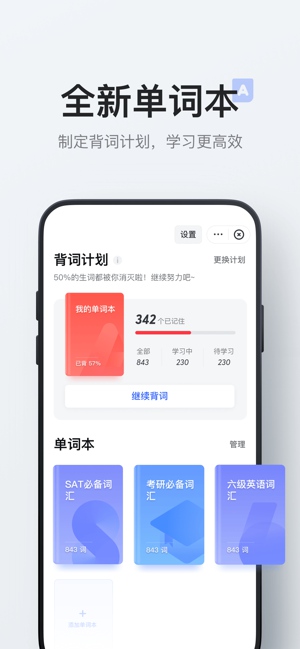 全新单词本
A
制定背词计划，学习更高效
设置
背词计划
更换计划
50%的生词都被你消灭啦！继续努力吧~
我的单词本
已背 57%
342个已记住
全部
学习中
待学习
843
230
230
继续背词
单词本
管理
SAT必备词
汇
843 词
考研必备词
汇
843 词
六级英语词
汇
843 词
添加单词本